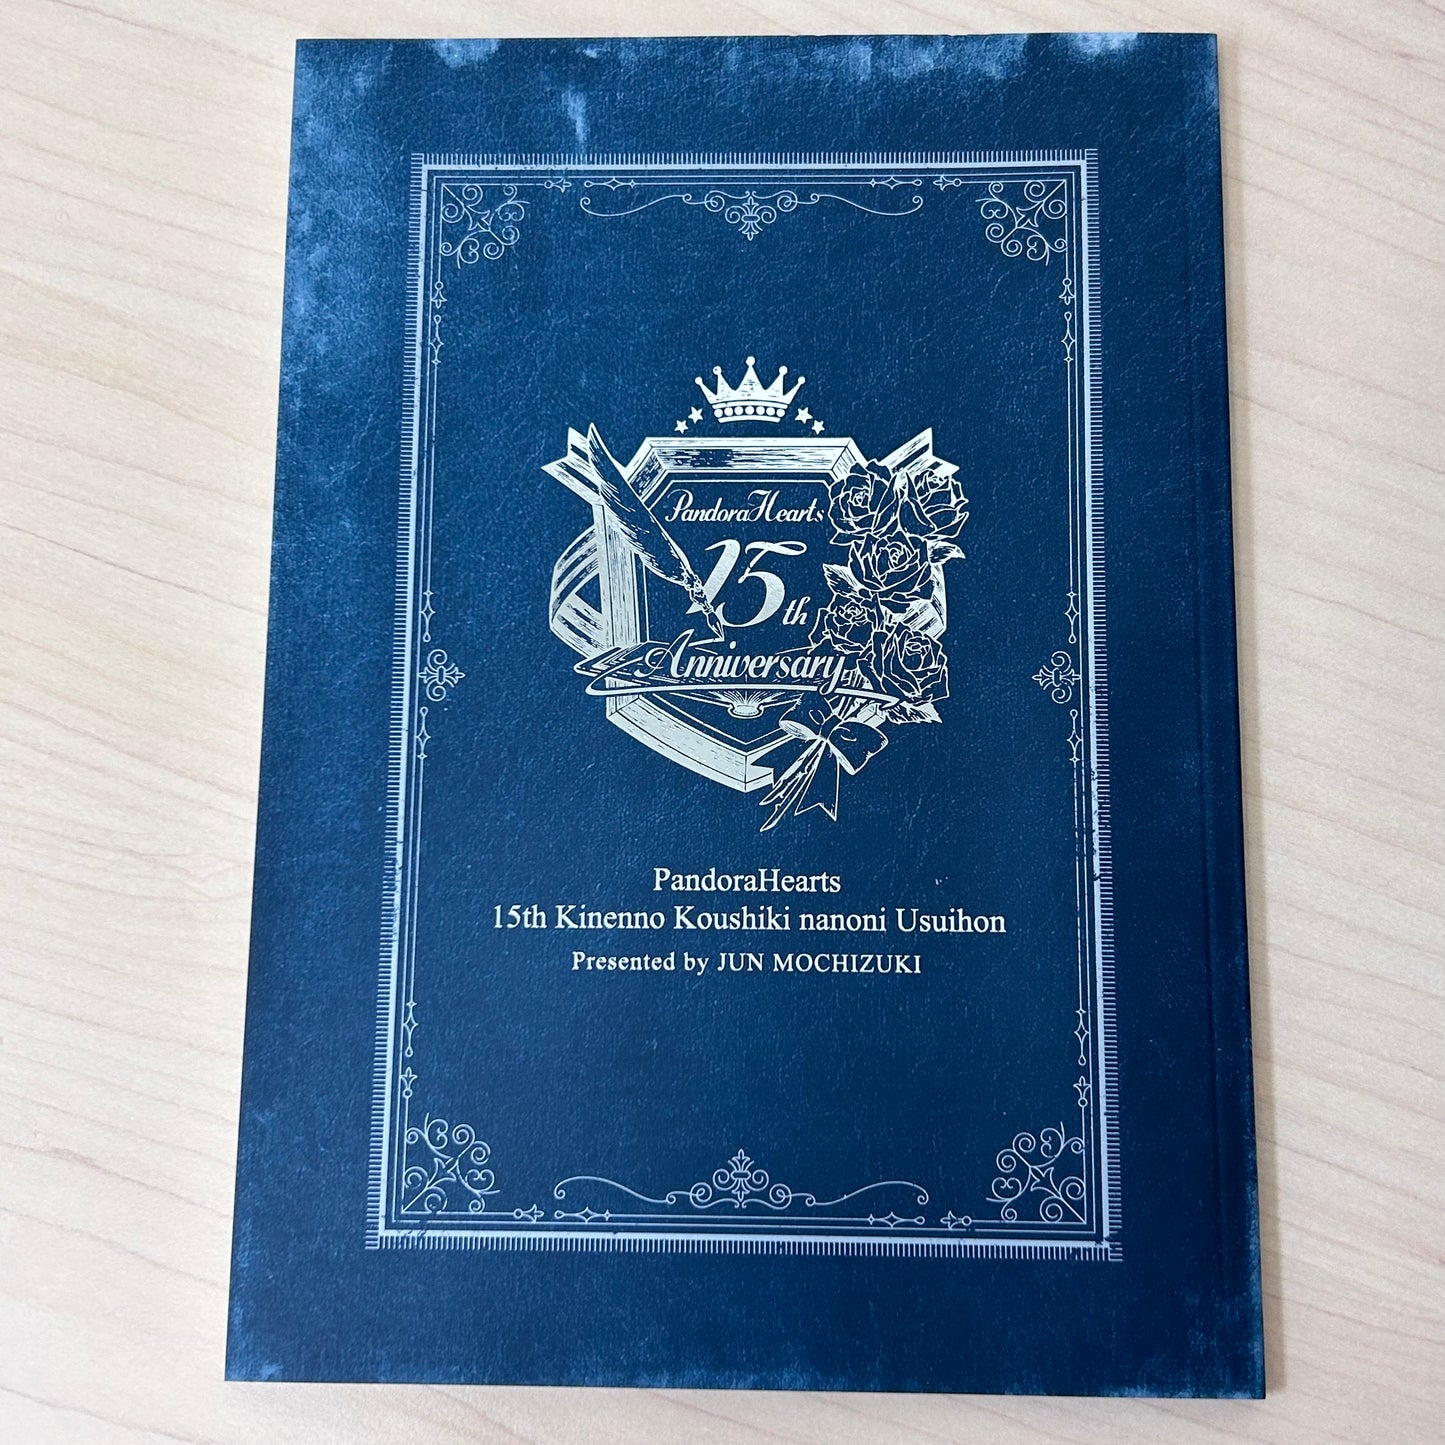 PandoraHearts
15th
Anniversary
PandoraHearts
15th Kinenno Koushiki nanoni Usuihon
Presented by JUN MOCHIZUKI